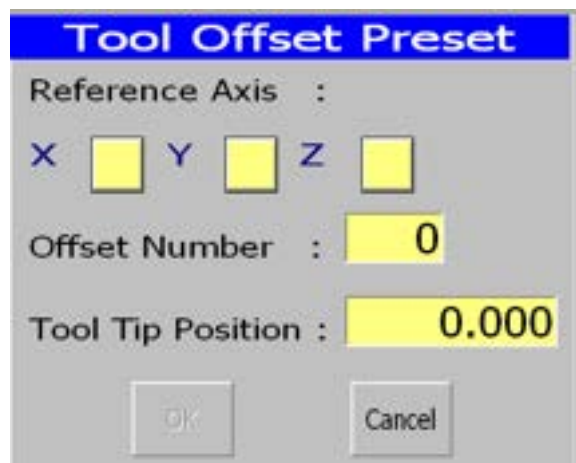 Tool Offset Preset
Reference Axis :
X Y Z
Offset Number : 0
Tool Tip Position : 0.000
OK Cancel